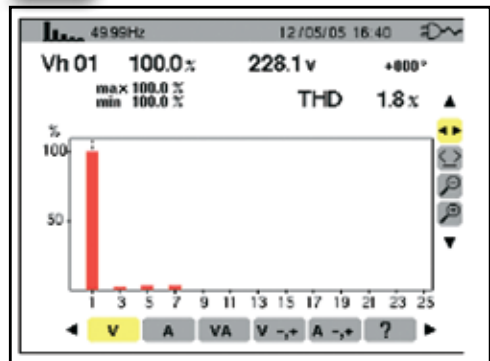 49.99Hz 12/05/05 16:40
Vh 01 100.0% 228.1 v +000°
max 100.0 %
min 100.0 %
THD 1.8 %
%
100
50
1 3 5 7 9 11 13 15 17 19 21 23 25
V A VA V -,+ A -,+ ?